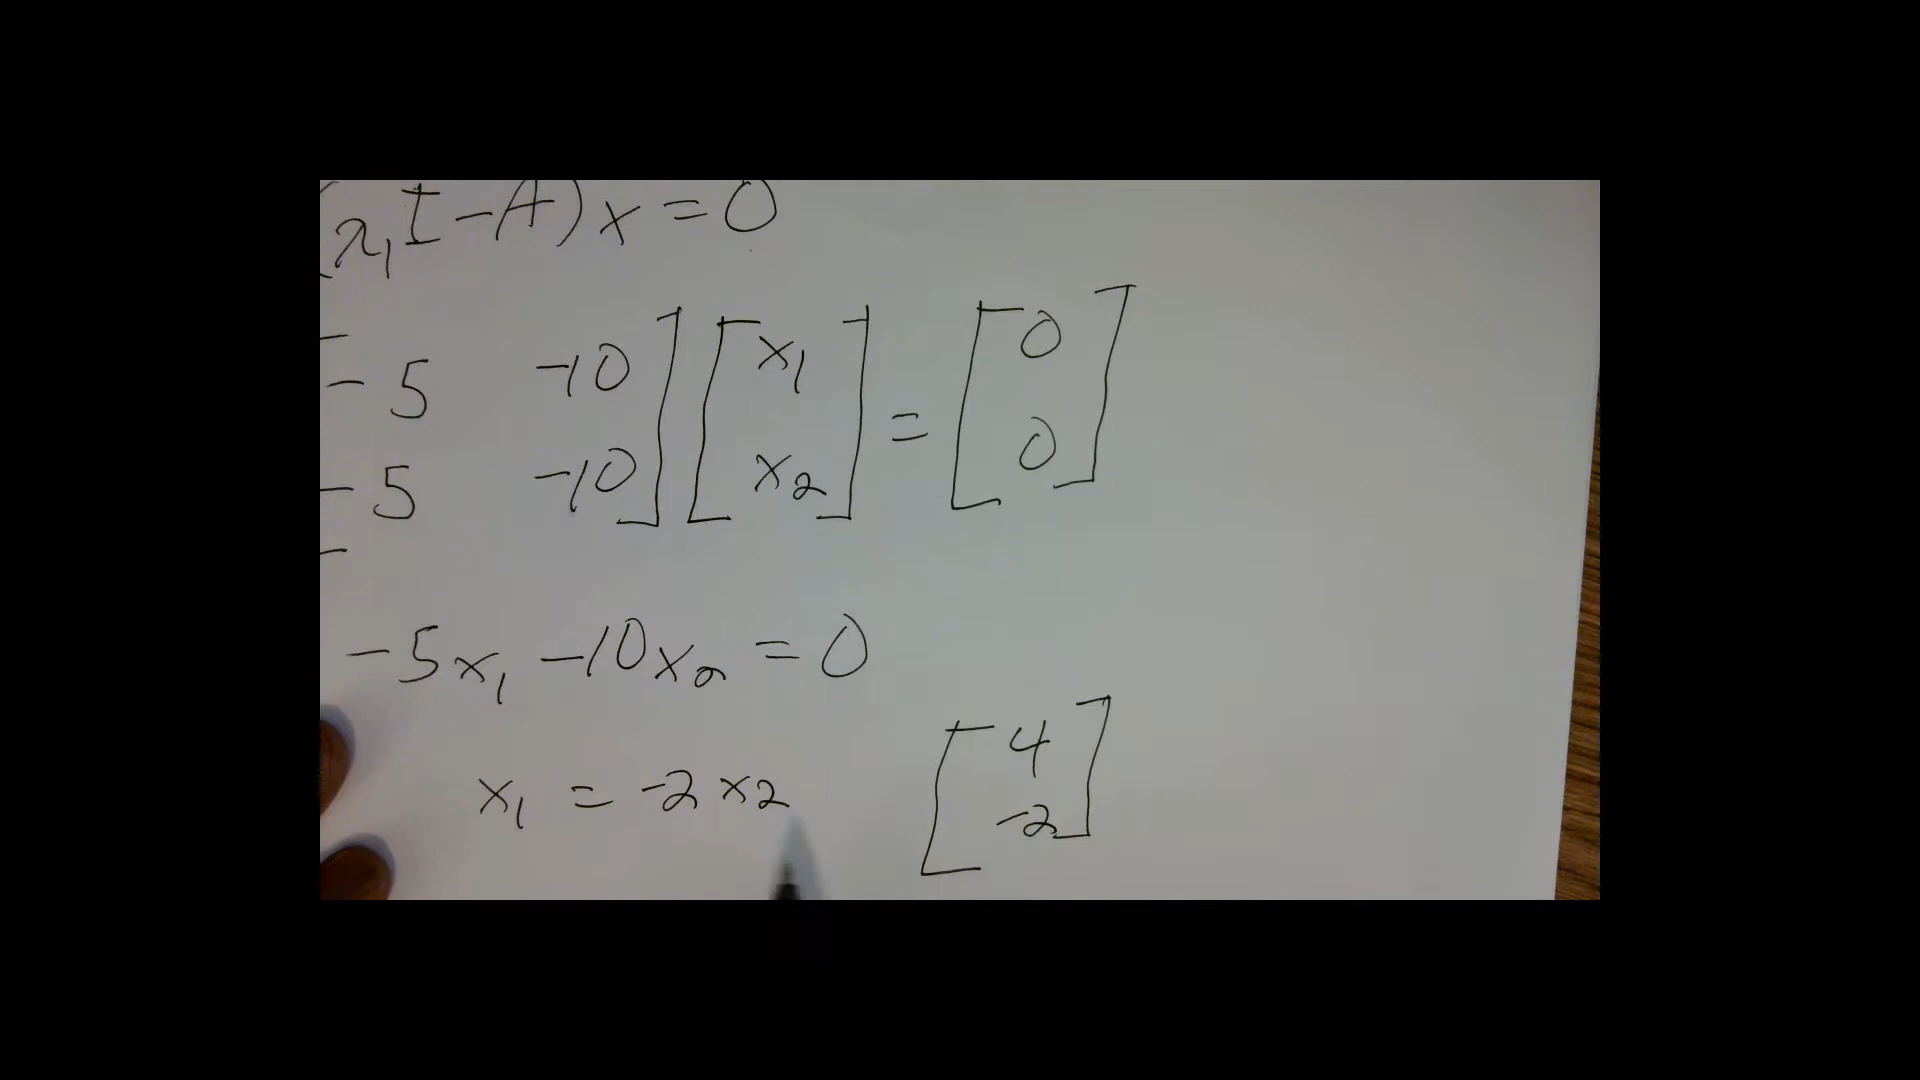 (λ₁I-A)x=0
-5 -10 x₁ 0
=
-5 -10 x₂ 0
-5x₁ -10x₂ =0
4
x₁ = -2x2
-2